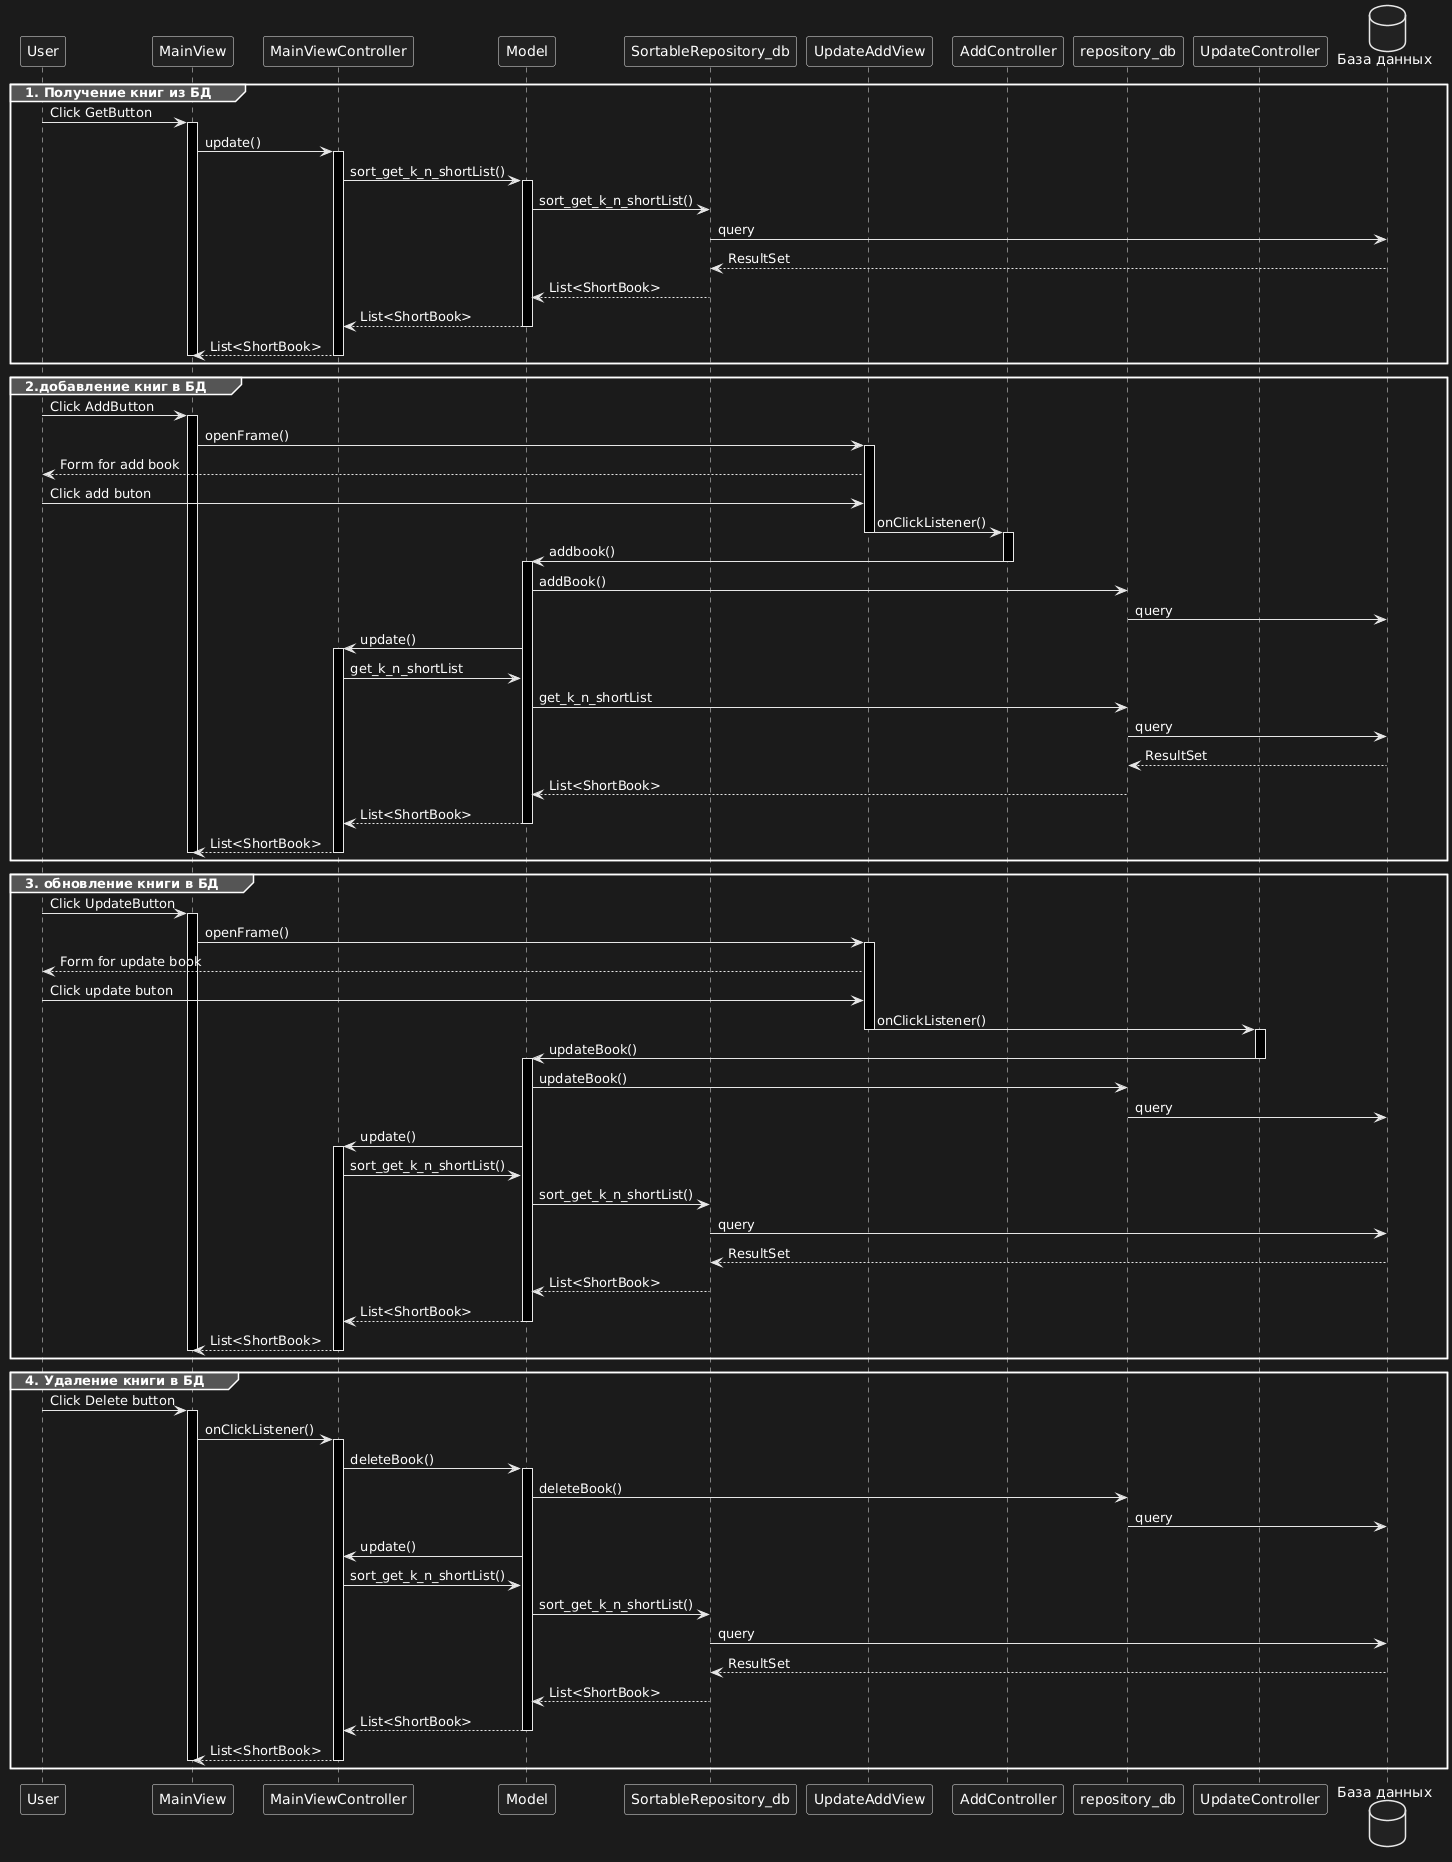 User MainView MainViewController Model SortableRepository_db UpdateAddView AddController repository_db UpdateController База данных
1. Получение книг из БД
Click GetButton
update()
sort_get_k_n_shortList()
sort_get_k_n_shortList()
query
ResultSet
List<ShortBook>
List<ShortBook>
List<ShortBook>
2.добавление книг в БД
Click AddButton
openFrame()
Form for add book
Click add buton
onClickListener()
addbook()
addBook()
query
update()
get_k_n_shortList
get_k_n_shortList
query
ResultSet
List<ShortBook>
List<ShortBook>
List<ShortBook>
3. обновление книги в БД
Click UpdateButton
openFrame()
Form for update book
Click update buton
onClickListener()
updateBook()
updateBook()
query
update()
sort_get_k_n_shortList()
sort_get_k_n_shortList()
query
ResultSet
List<ShortBook>
List<ShortBook>
List<ShortBook>
4. Удаление книги в БД
Click Delete button
onClickListener()
deleteBook()
deleteBook()
query
update()
sort_get_k_n_shortList()
sort_get_k_n_shortList()
query
ResultSet
List<ShortBook>
List<ShortBook>
List<ShortBook>
User MainView MainViewController Model SortableRepository_db UpdateAddView AddController repository_db UpdateController База данных